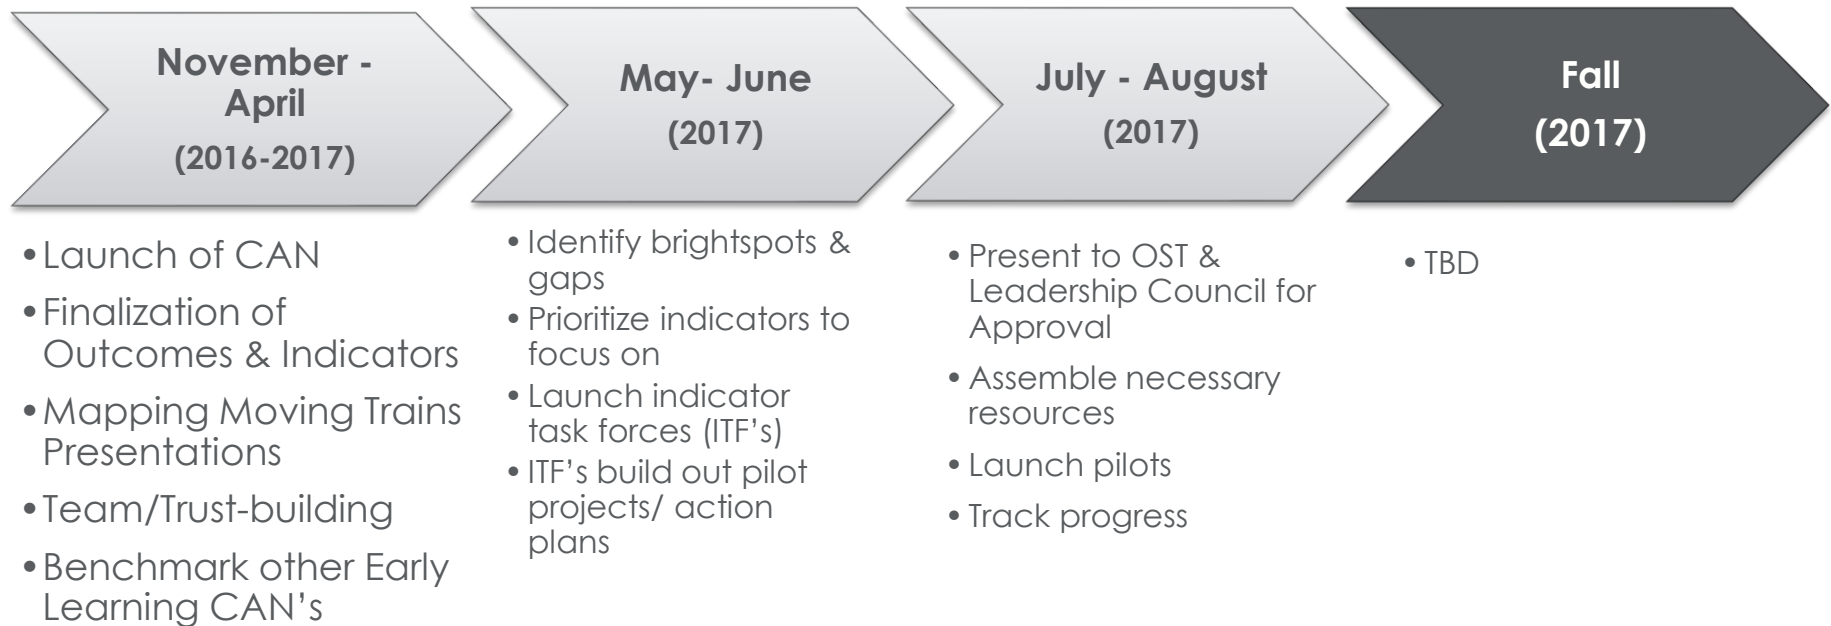 November -
April
(2016-2017)
•Launch of CAN
•Finalization of
Outcomes & Indicators
•Mapping Moving Trains
Presentations
•Team/Trust-building
•Benchmark other Early
Learning CAN’s
May- June
(2017)
•Identify brightspots &
gaps
•Prioritize indicators to
focus on
•Launch indicator
task forces (ITF’s)
•ITF’s build out pilot
projects/ action
plans
July - August
(2017)
•Present to OST &
Leadership Council for
Approval
•Assemble necessary
resources
•Launch pilots
•Track progress
Fall
(2017)
•TBD